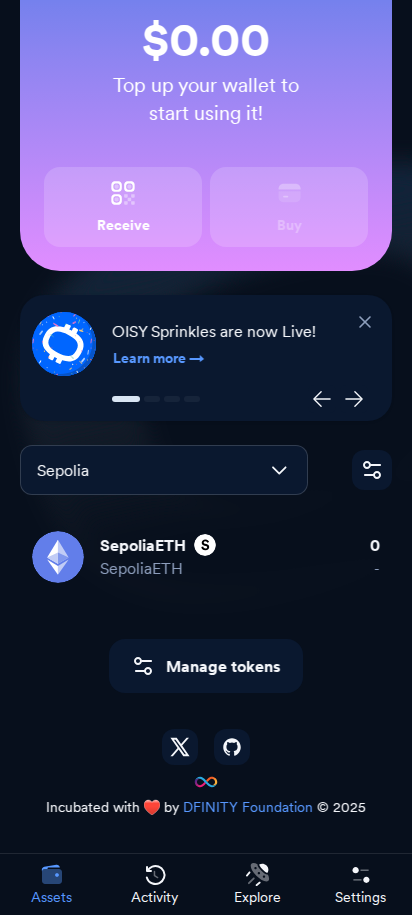 $0.00
Top up your wallet to
start using it!
Receive
Buy
OISY Sprinkles are now Live!
Learn more →
Sepolia
SepoliaETH S 0
SepoliaETH -
Manage tokens
Incubated with ❤️ by DFINITY Foundation © 2025
Assets
Activity
Explore
Settings